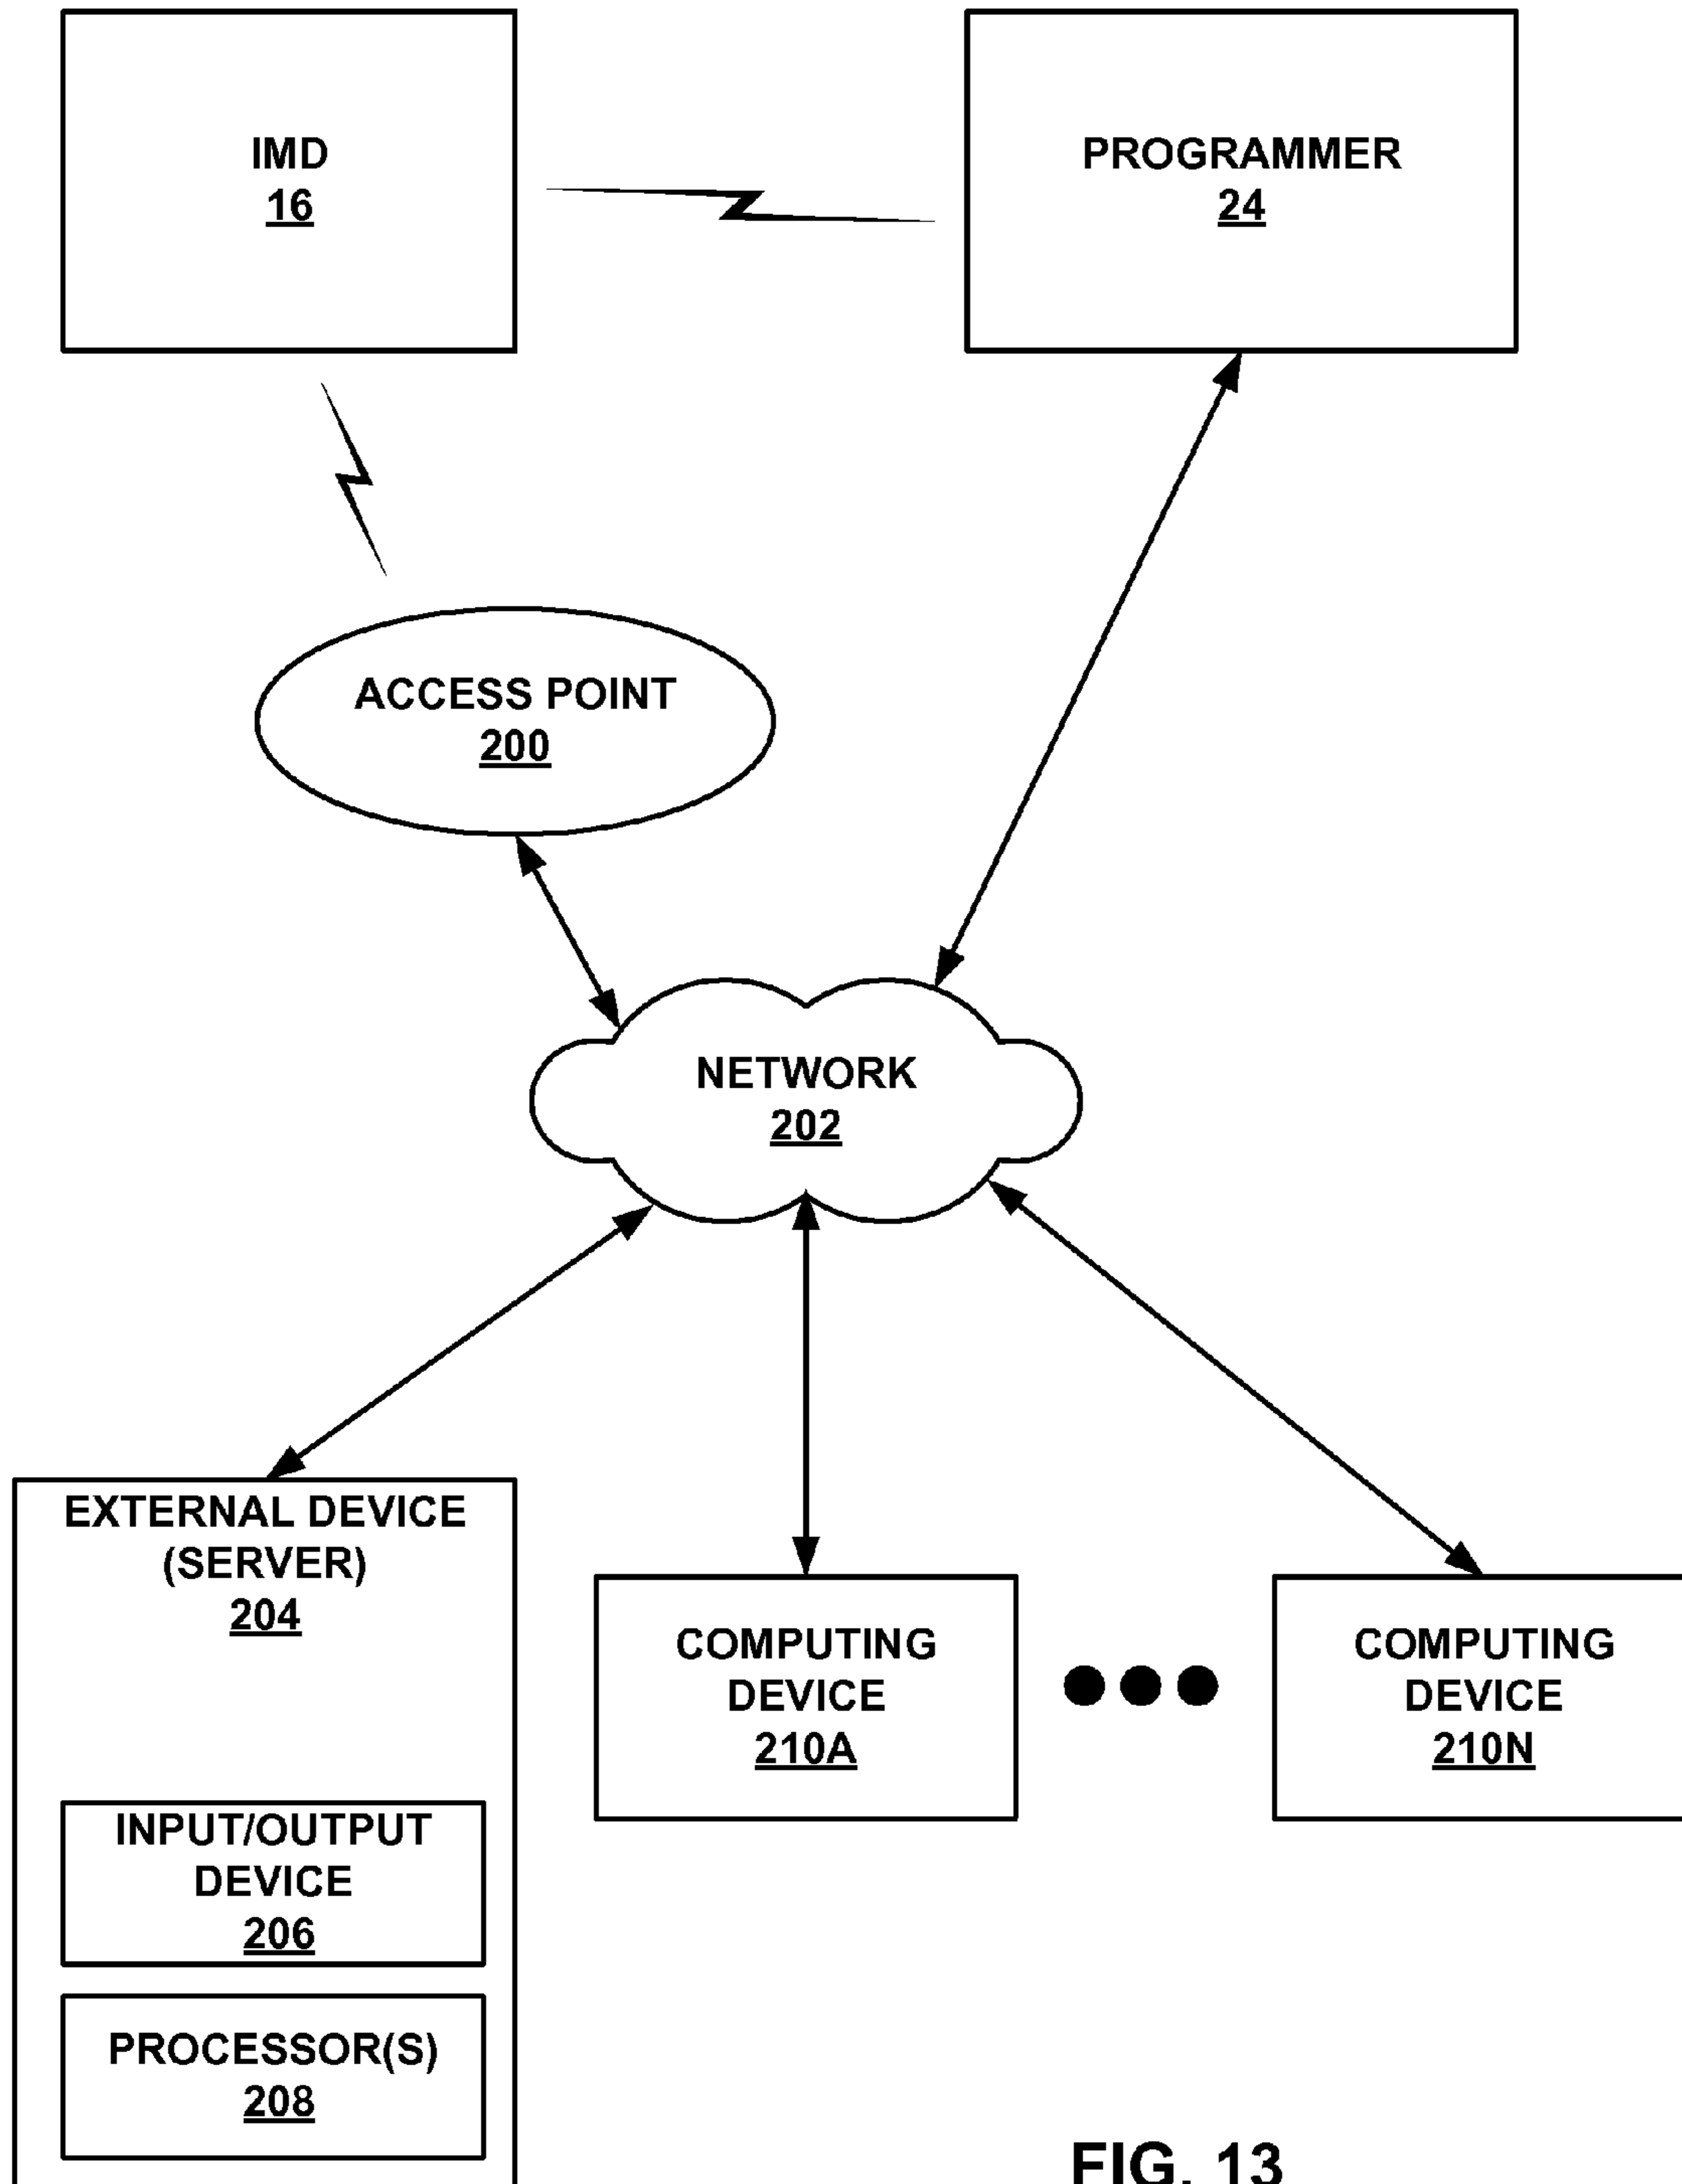 IMD
16
PROGRAMMER
24
ACCESS POINT
200
NETWORK
202
EXTERNAL DEVICE
(SERVER)
204
INPUT/OUTPUT
DEVICE
206
PROCESSOR(S)
208
COMPUTING
DEVICE
210A
COMPUTING
DEVICE
210N
FIG. 13